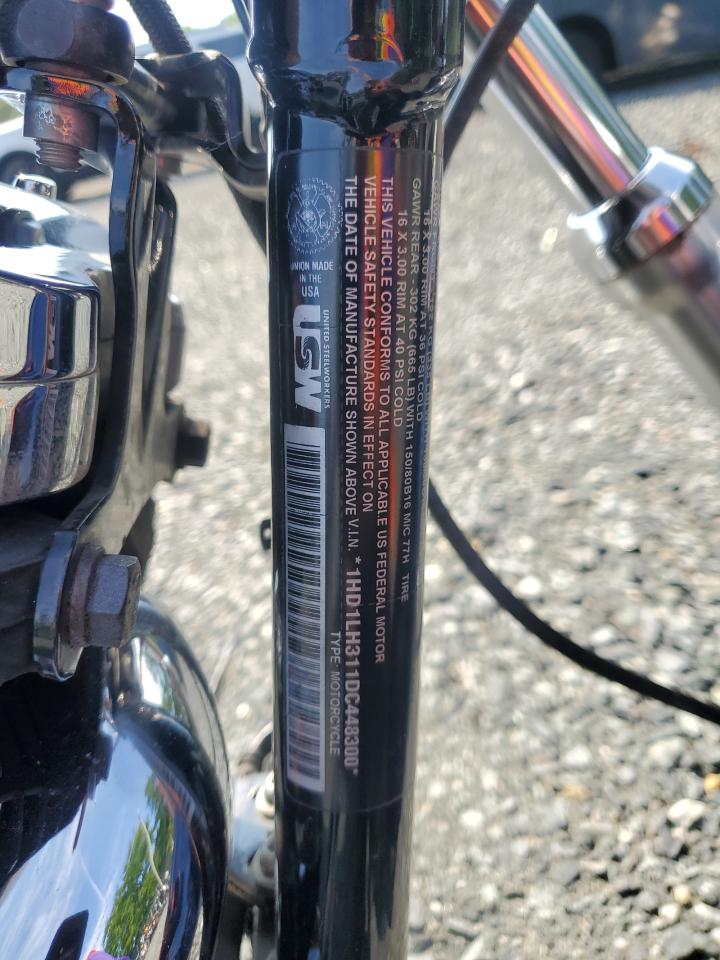 16 X 3.00 RIM AT 36 PSI COLD
GAWR REAR - 302 KG (665 LB) WITH 150/80B16 M/C 77H TIRE
16 X 3.00 RIM AT 40 PSI COLD
THIS VEHICLE CONFORMS TO ALL APPLICABLE US FEDERAL MOTOR
VEHICLE SAFETY STANDARDS IN EFFECT ON
THE DATE OF MANUFACTURE SHOWN ABOVE V.I.N. *1HD1LH311DC448300*
TYPE: MOTORCYCLE
UNION MADE
IN THE
USA
UNITED STEELWORKERS
USW